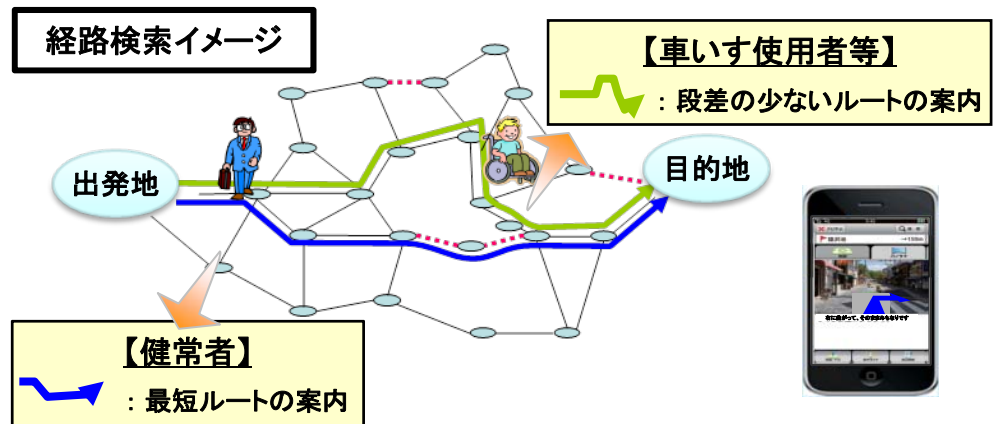 経路検索イメージ
【車いす使用者等】
：段差の少ないルートの案内
出発地
目的地
【健常者】
：最短ルートの案内